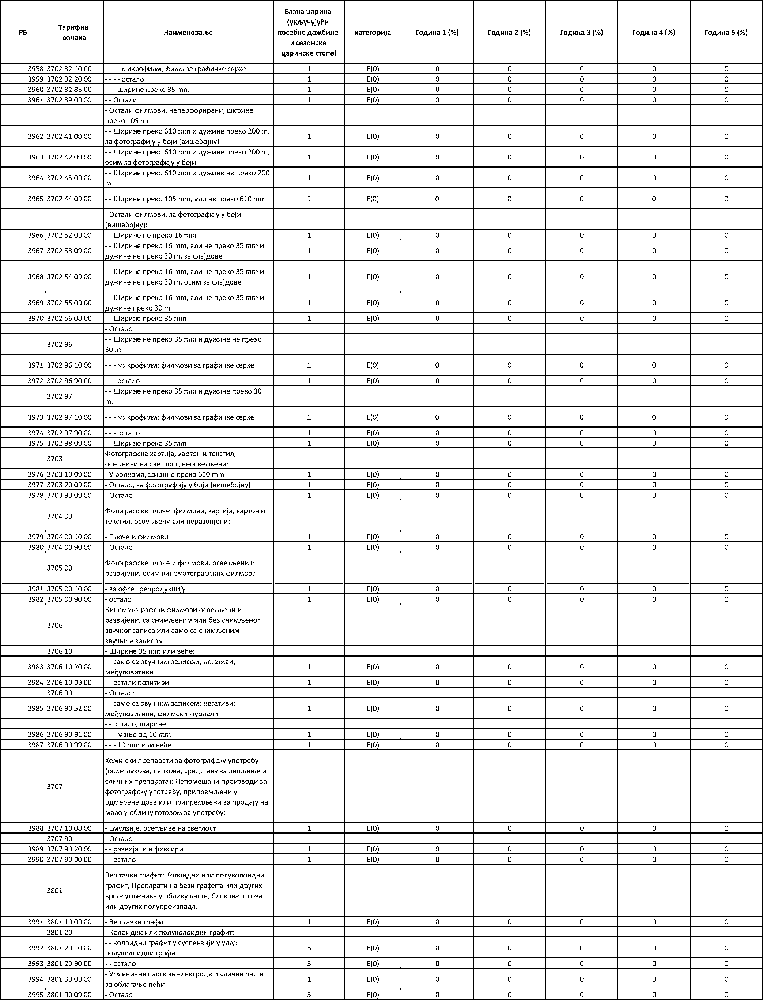 РБ Тарифна ознака Наименовање Базна царина (укључујући посебне дажбине и сезонске царинске стопе) категорија Година 1 (%) Година 2 (%) Година 3 (%) Година 4 (%) Година 5 (%)
3958 3702 32 10 00 - - - - микрофилм; филм за графичке сврхе 1 E(0) 0 0 0 0 0
3959 3702 32 20 00 - - - - остало 1 E(0) 0 0 0 0 0
3960 3702 32 85 00 - - - ширине преко 35 mm 1 E(0) 0 0 0 0 0
3961 3702 39 00 00 - - Остали 1 E(0) 0 0 0 0 0
- Остали филмови, неперфорирани, ширине
преко 105 mm:
3962 3702 41 00 00 - - Ширине преко 610 mm и дужине преко 200 m,
за фотографију у боји (вишебојну) 1 E(0) 0 0 0 0 0
3963 3702 42 00 00 - - Ширине преко 610 mm и дужине преко 200 m,
осим за фотографију у боји 1 E(0) 0 0 0 0 0
3964 3702 43 00 00 - - Ширине преко 610 mm и дужине не преко 200
m 1 E(0) 0 0 0 0 0
3965 3702 44 00 00 - - Ширине преко 105 mm, али не преко 610 mm 1 E(0) 0 0 0 0 0
- Остали филмови, за фотографију у боји
(вишебојну):
3966 3702 52 00 00 - - Ширине не преко 16 mm 1 E(0) 0 0 0 0 0
3967 3702 53 00 00 - - Ширине преко 16 mm, али не преко 35 mm и
дужине не преко 30 m, за слајдове 1 E(0) 0 0 0 0 0
3968 3702 54 00 00 - - Ширине преко 16 mm, али не преко 35 mm и
дужине не преко 30 m, осим за слајдове 1 E(0) 0 0 0 0 0
3969 3702 55 00 00 - - Ширине преко 16 mm, али не преко 35 mm и
дужине преко 30 m 1 E(0) 0 0 0 0 0
3970 3702 56 00 00 - - Ширине преко 35 mm 1 E(0) 0 0 0 0 0
- Остало:
3702 96 - - Ширине не преко 35 mm и дужине не преко
30 m:
3971 3702 96 10 00 - - - микрофилм; филмови за графичке сврхе 1 E(0) 0 0 0 0 0
3972 3702 96 90 00 - - - остало 1 E(0) 0 0 0 0 0
3702 97 - - Ширине не преко 35 mm и дужине преко 30
m:
3973 3702 97 10 00 - - - микрофилм; филмови за графичке сврхе 1 E(0) 0 0 0 0 0
3974 3702 97 90 00 - - - остало 1 E(0) 0 0 0 0 0
3975 3702 98 00 00 - - Ширине преко 35 mm 1 E(0) 0 0 0 0 0
3703 Фотографска хартија, картон и текстил,
осетљиви на светлост, неосветљени:
3976 3703 10 00 00 - У ролнама, ширине преко 610 mm 1 E(0) 0 0 0 0 0
3977 3703 20 00 00 - Остало, за фотографију у боји (вишебојну) 1 E(0) 0 0 0 0 0
3978 3703 90 00 00 - Остало 1 E(0) 0 0 0 0 0
3704 00 Фотографске плоче, филмови, хартија, картон и
текстил, осветљени али неразвијени:
3979 3704 00 10 00 - Плоче и филмови 1 E(0) 0 0 0 0 0
3980 3704 00 90 00 - Остало 1 E(0) 0 0 0 0 0
3705 00 Фотографске плоче и филмови, осветљени и
развијени, осим кинематографских филмова:
3981 3705 00 10 00 - за офсет репродукцију 1 E(0) 0 0 0 0 0
3982 3705 00 90 00 - остало 1 E(0) 0 0 0 0 0
3706 Кинематографски филмови осветљени и
развијени, са снимљеним или без снимљеног
звучног записа или само са снимљеним
звучним записом:
3706 10 - Ширине 35 mm или веће:
3983 3706 10 20 00 - - само са звучним записом; негативи;
међупозитиви 1 E(0) 0 0 0 0 0
3984 3706 10 99 00 - - остали позитиви 1 E(0) 0 0 0 0 0
3706 90 - Остало:
3985 3706 90 52 00 - - само са звучним записом; негативи;
међупозитиви; филмски журнали 1 E(0) 0 0 0 0 0
- - остало, ширине:
3986 3706 90 91 00 - - - мање од 10 mm 1 E(0) 0 0 0 0 0
3987 3706 90 99 00 - - - 10 mm или веће 1 E(0) 0 0 0 0 0
3707 Хемијски препарати за фотографску употребу
(осим лакова, лепкова, средстава за лепљење и
сличних препарата); Непомешани производи за
фотографску употребу, припремљени у
одмерене дозе или припремљени за продају на
мало у облику готовом за употребу:
3988 3707 10 00 00 - Емулзије, осетљиве на светлост 1 E(0) 0 0 0 0 0
3707 90 - Остало:
3989 3707 90 20 00 - - развијачи и фиксири 1 E(0) 0 0 0 0 0
3990 3707 90 90 00 - - остало 1 E(0) 0 0 0 0 0
3801 Вештачки графит; Колоидни или полуколоидни
графит; Препарати на бази графита или других
врста угљеника у облику пасте, блокова, плоча
или других полупроизвода:
3991 3801 10 00 00 - Вештачки графит 1 E(0) 0 0 0 0 0
3801 20 - Колоидни или полуколоидни графит:
3992 3801 20 10 00 - - колоидни графит у суспензији у уљу;
полуколоидни графит 3 E(0) 0 0 0 0 0
3993 3801 20 90 00 - - остало 3 E(0) 0 0 0 0 0
3994 3801 30 00 00 - Угљеничне пасте за електроде и сличне пасте
за облагање пећи 1 E(0) 0 0 0 0 0
3995 3801 90 00 00 - Остало 3 E(0) 0 0 0 0 0